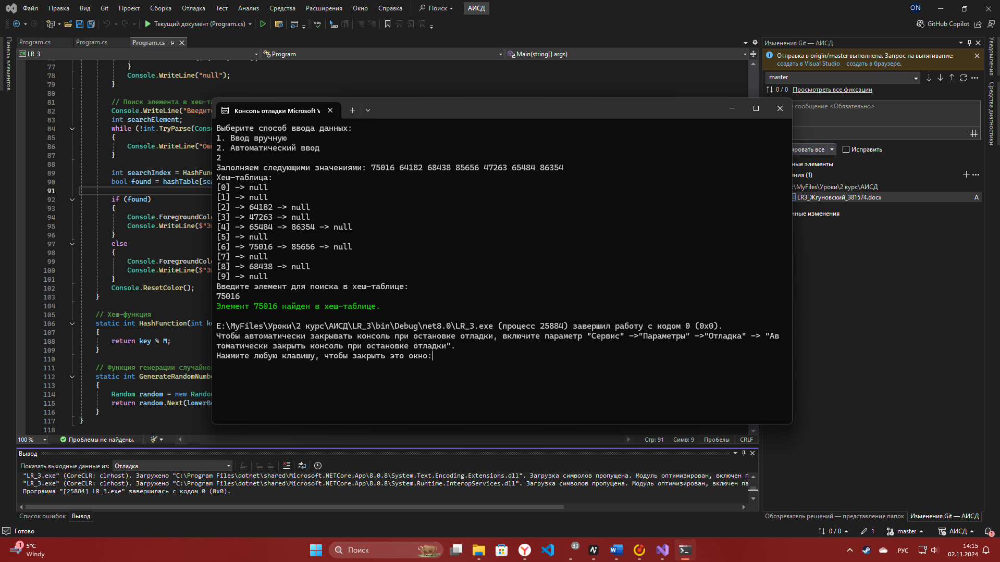 Файл Правка Вид Git Проект Сборка Отладка Тест Анализ Средства Расширения Окно Справка Поиск АИСД ON
Текущий документ (Program.cs) GitHub Copilot
Панель элементов
Program.cs Program.cs Program.cs
LR_3 Program Main(string[] args)
77 }
78 Console.WriteLine("null");
79 }
80
81 // Поиск элемента в хеш-т
82 Console.WriteLine("Введит
83 int searchElement;
84 while (!int.TryParse(Cons
85 {
86 Console.WriteLine("Ош
87 }
88
89 int searchIndex = HashFun
90 bool found = hashTable[sea
91
92 if (found)
93 {
94 Console.ForegroundColo
95 Console.WriteLine($"Э
96 }
97 else
98 {
99 Console.ForegroundColo
100 Console.WriteLine($"Э
101 }
102 Console.ResetColor();
103 }
104
105 // Хеш-функция
106 static int HashFunction(int k
107 {
108 return key % M;
109 }
110
111 // Функция генерации случайно
112 static int GenerateRandomNumb
113 {
114 Random random = new Rando
115 return random.Next(lowerB
116 }
117 }
118
Консоль отладки Microsoft V
Выберите способ ввода данных:
1. Ввод вручную
2. Автоматический ввод
2
Заполняем следующими значениями: 75016 64182 68438 85656 47263 65484 86354
Хеш-таблица:
[0] -> null
[1] -> null
[2] -> 64182 -> null
[3] -> 47263 -> null
[4] -> 65484 -> 86354 -> null
[5] -> null
[6] -> 75016 -> 85656 -> null
[7] -> null
[8] -> 68438 -> null
[9] -> null
Введите элемент для поиска в хеш-таблице:
75016
Элемент 75016 найден в хеш-таблице.
E:\MyFiles\Уроки\2 курс\АИСД\LR_3\bin\Debug\net8.0\LR_3.exe (процесс 25884) завершил работу с кодом 0 (0x0).
Чтобы автоматически закрывать консоль при остановке отладки, включите параметр "Сервис" ->"Параметры" ->"Отладка" -> "Ав
томатически закрыть консоль при остановке отладки".
Нажмите любую клавишу, чтобы закрыть это окно:
Изменения Git — АИСД
Отправка в origin/master выполнена. Запрос на вытягивание:
создать в Visual Studio создать в браузере.
master
0 / 0 Просмотреть все фиксации
сообщение <Обязательно>
ировать все Исправить
ные элементы
ения (1)
:\MyFiles\Уроки\2 курс\АИСД
LR3_Жгуновский_381574.docx A
нные изменения
Уведомления
Средства диагностики
100 % Проблемы не найдены. Стр: 91 Симв: 9 Пробелы CRLF
Вывод
Показать выходные данные из: Отладка
"LR_3.exe" (CoreCLR: clrhost). Загружено "C:\Program Files\dotnet\shared\Microsoft.NETCore.App\8.0.8\System.Text.Encoding.Extensions.dll". Загрузка символов пропущена. Модуль оптимизирован, включен п
"LR_3.exe" (CoreCLR: clrhost). Загружено "C:\Program Files\dotnet\shared\Microsoft.NETCore.App\8.0.8\System.Runtime.InteropServices.dll". Загрузка символов пропущена. Модуль оптимизирован, включен па
Программа "[25884] LR_3.exe" завершилась с кодом 0 (0x0).
Список ошибок Вывод
Обозреватель решений — представление папок Изменения Git — АИСД
Готово 0 / 0 1 master АИСД 1
1 5°C
Windy
Поиск 30 РУС 14:15
02.11.2024